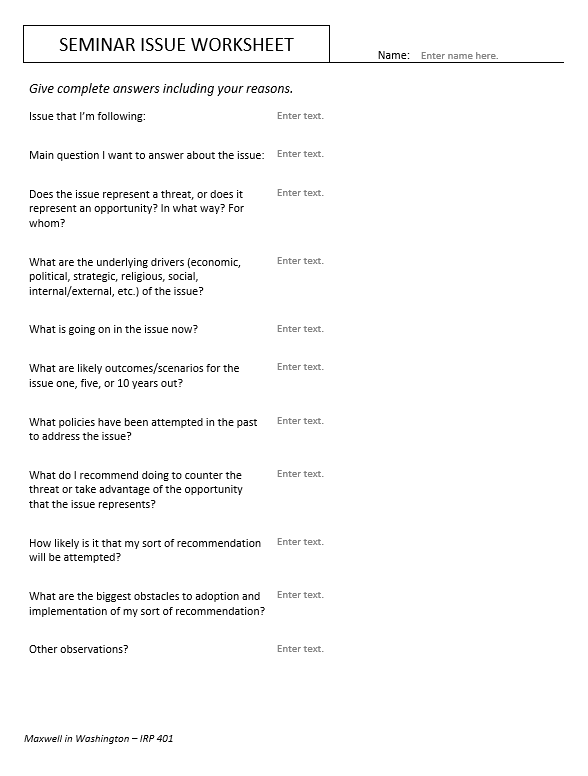 SEMINAR ISSUE WORKSHEET
Name: Enter name here.
Give complete answers including your reasons.
Issue that I'm following: Enter text.
Main question I want to answer about the issue: Enter text.
Does the issue represent a threat, or does it Enter text.
represent an opportunity? In what way? For
whom?
What are the underlying drivers (economic, Enter text.
political, strategic, religious, social,
internal/external, etc.) of the issue?
What is going on in the issue now? Enter text.
What are likely outcomes/scenarios for the Enter text.
issue one, five, or 10 years out?
What policies have been attempted in the past Enter text.
to address the issue?
What do I recommend doing to counter the Enter text.
threat or take advantage of the opportunity
that the issue represents?
How likely is it that my sort of recommendation Enter text.
will be attempted?
What are the biggest obstacles to adoption and Enter text.
implementation of my sort of recommendation?
Other observations? Enter text.
Maxwell in Washington – IRP 401